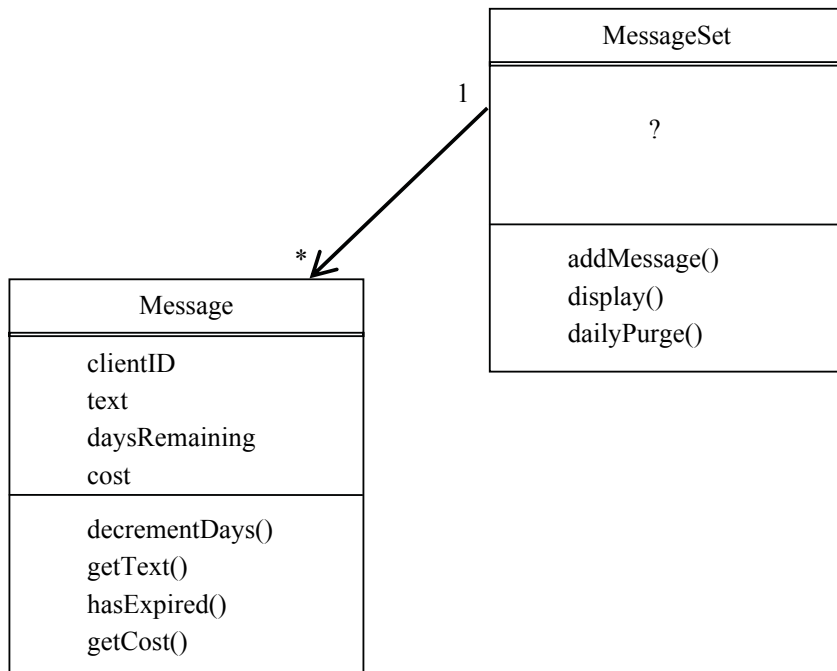 MessageSet
1
?
*
addMessage()
display()
dailyPurge()
Message
clientID
text
daysRemaining
cost
decrementDays()
getText()
hasExpired()
getCost()